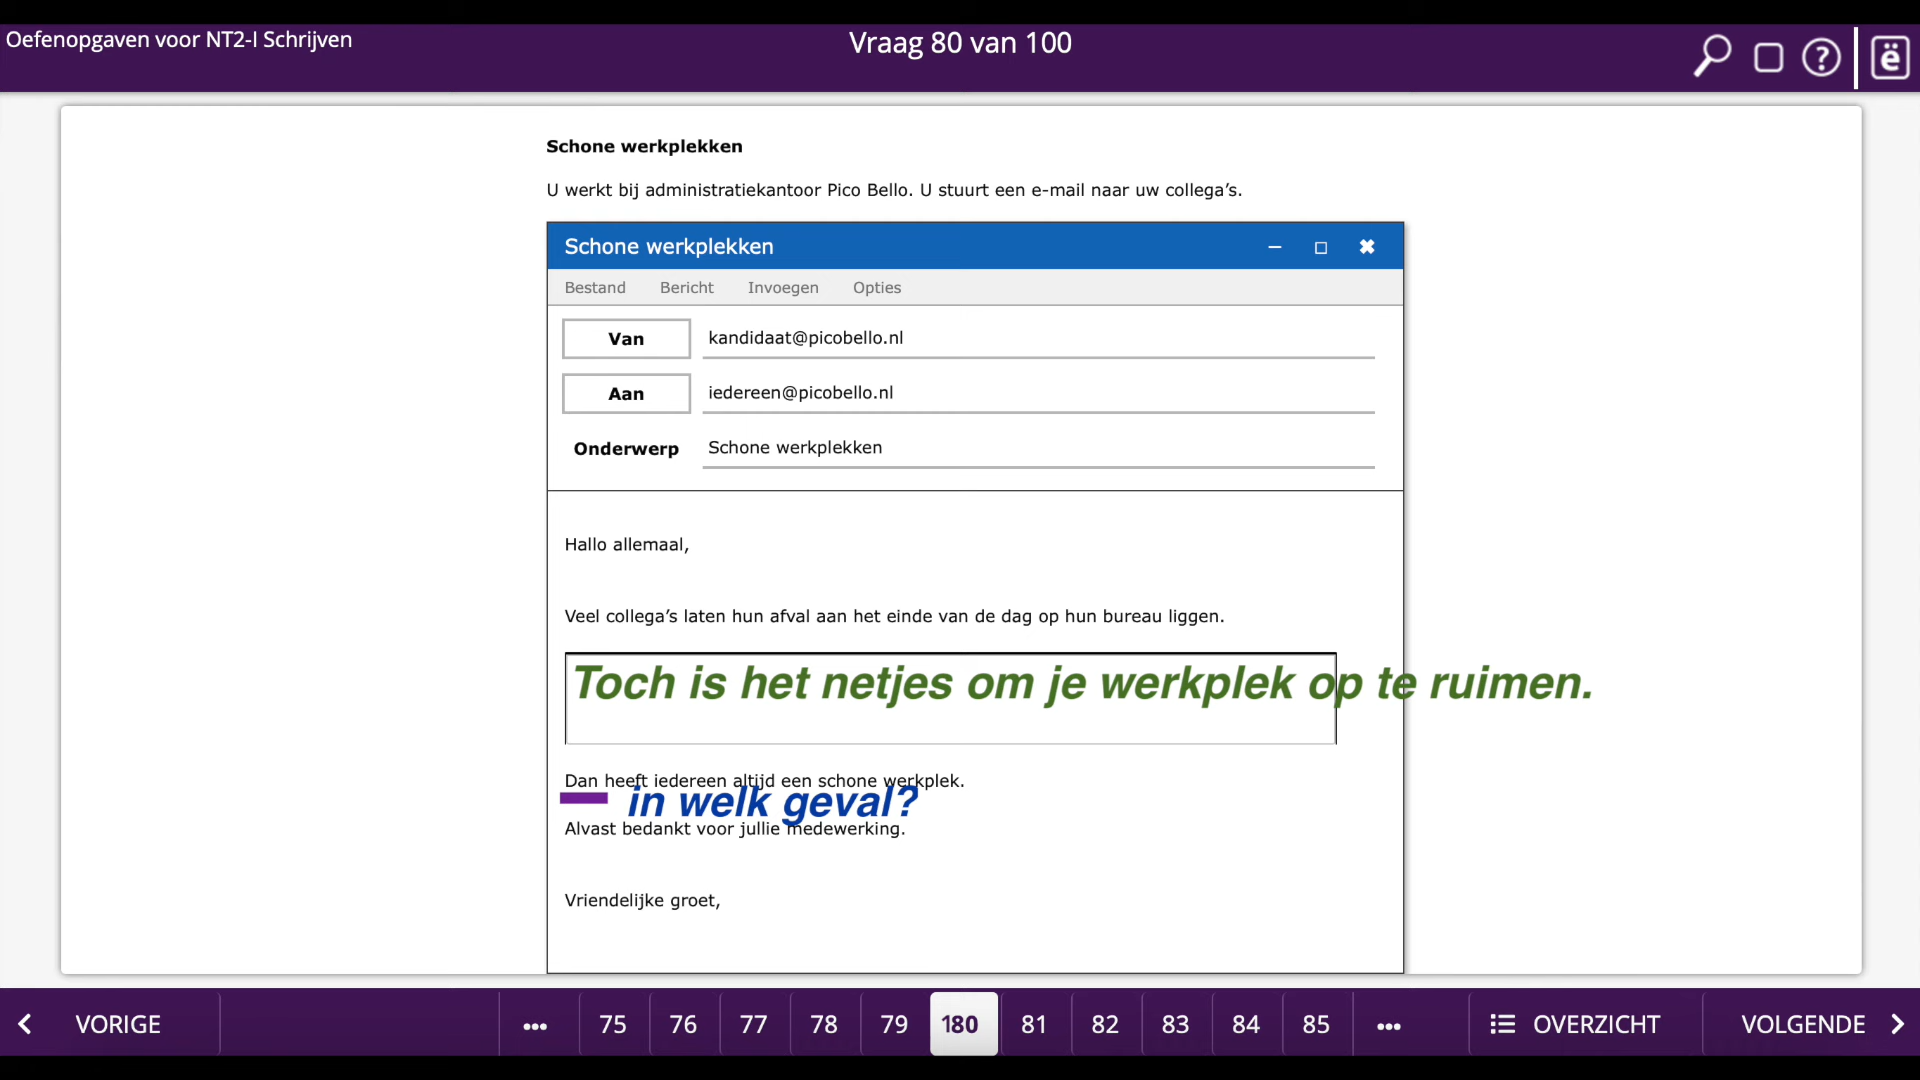 Oefenopgaven voor NT2-I Schrijven
Vraag 80 van 100
Schone werkplekken
U werkt bij administratiekantoor Pico Bello. U stuurt een e-mail naar uw collega’s.
Schone werkplekken
Bestand Bericht Invoegen Opties
Van kandidaat@picobello.nl
Aan iedereen@picobello.nl
Onderwerp Schone werkplekken
Hallo allemaal,
Veel collega’s laten hun afval aan het einde van de dag op hun bureau liggen.
Toch is het netjes om je werkplek op te ruimen.
Dan heeft iedereen altijd een schone werkplek.
in welk geval?
Alvast bedankt voor jullie medewerking.
Vriendelijke groet,
VORIGE ... 75 76 77 78 79 180 81 82 83 84 85 ... OVERZICHT VOLGENDE